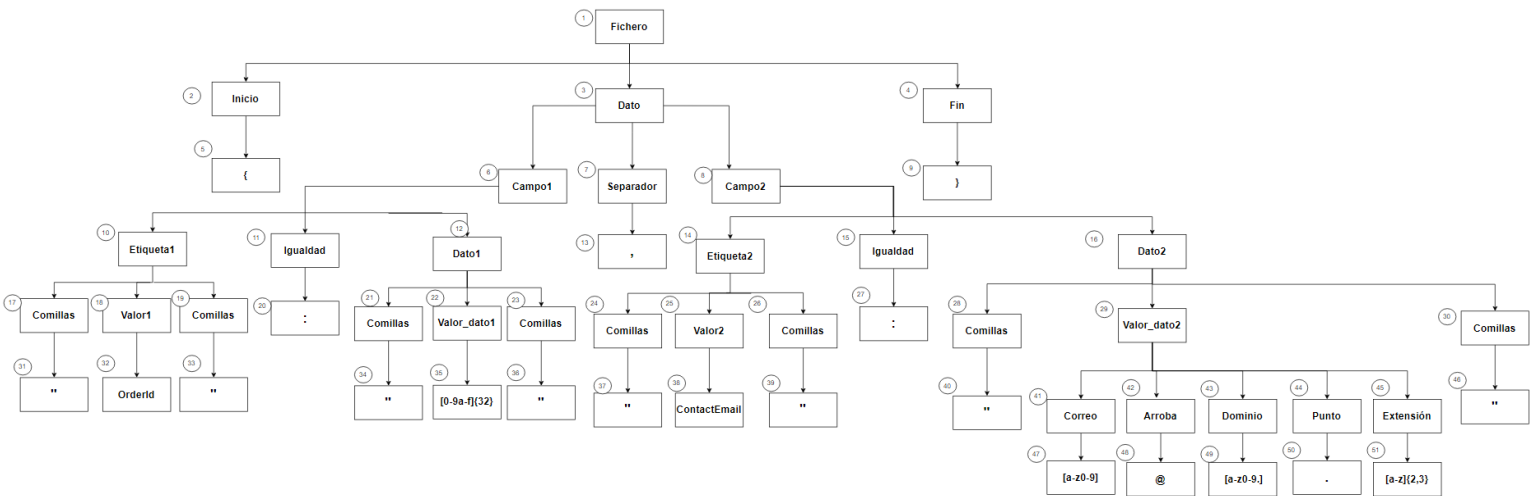 1 Fichero
2 Inicio 3 Dato 4 Fin
5 { 6 Campo1 7 Separador 8 Campo2 9 }
10 Etiqueta1 11 Igualdad 12 Dato1 13 , 14 Etiqueta2 15 Igualdad 16 Dato2
17 Comillas 18 Valor1 19 Comillas 20 : 21 Comillas 22 Valor_dato1 23 Comillas 24 Comillas 25 Valor2 26 Comillas 27 : 28 Comillas 29 Valor_dato2 30 Comillas
31 " 32 OrderId 33 " 34 " 35 [0-9a-f]{32} 36 " 37 " 38 ContactEmail 39 " 40 " 41 Correo 42 Arroba 43 Dominio 44 Punto 45 Extensión 46 "
47 [a-z0-9] 48 @ 49 [a-z0-9.] 50 . 51 [a-z]{2,3}